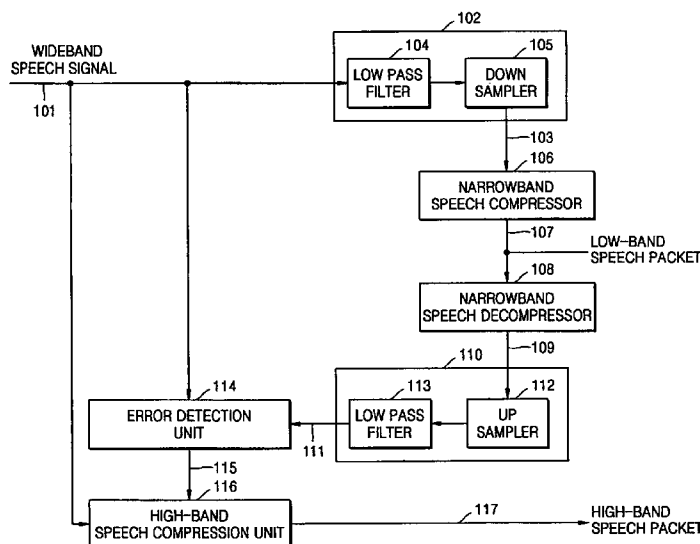 102
WIDEBAND
SPEECH SIGNAL
104
105
LOW PASS
FILTER
DOWN
SAMPLER
101
103
106
NARROWBAND
SPEECH COMPRESSOR
107
LOW-BAND
SPEECH PACKET
108
NARROWBAND
SPEECH DECOMPRESSOR
109
110
114
113
112
ERROR DETECTION
UNIT
LOW PASS
FILTER
UP
SAMPLER
111
115
116
HIGH-BAND
SPEECH COMPRESSION UNIT
117
HIGH-BAND
SPEECH PACKET